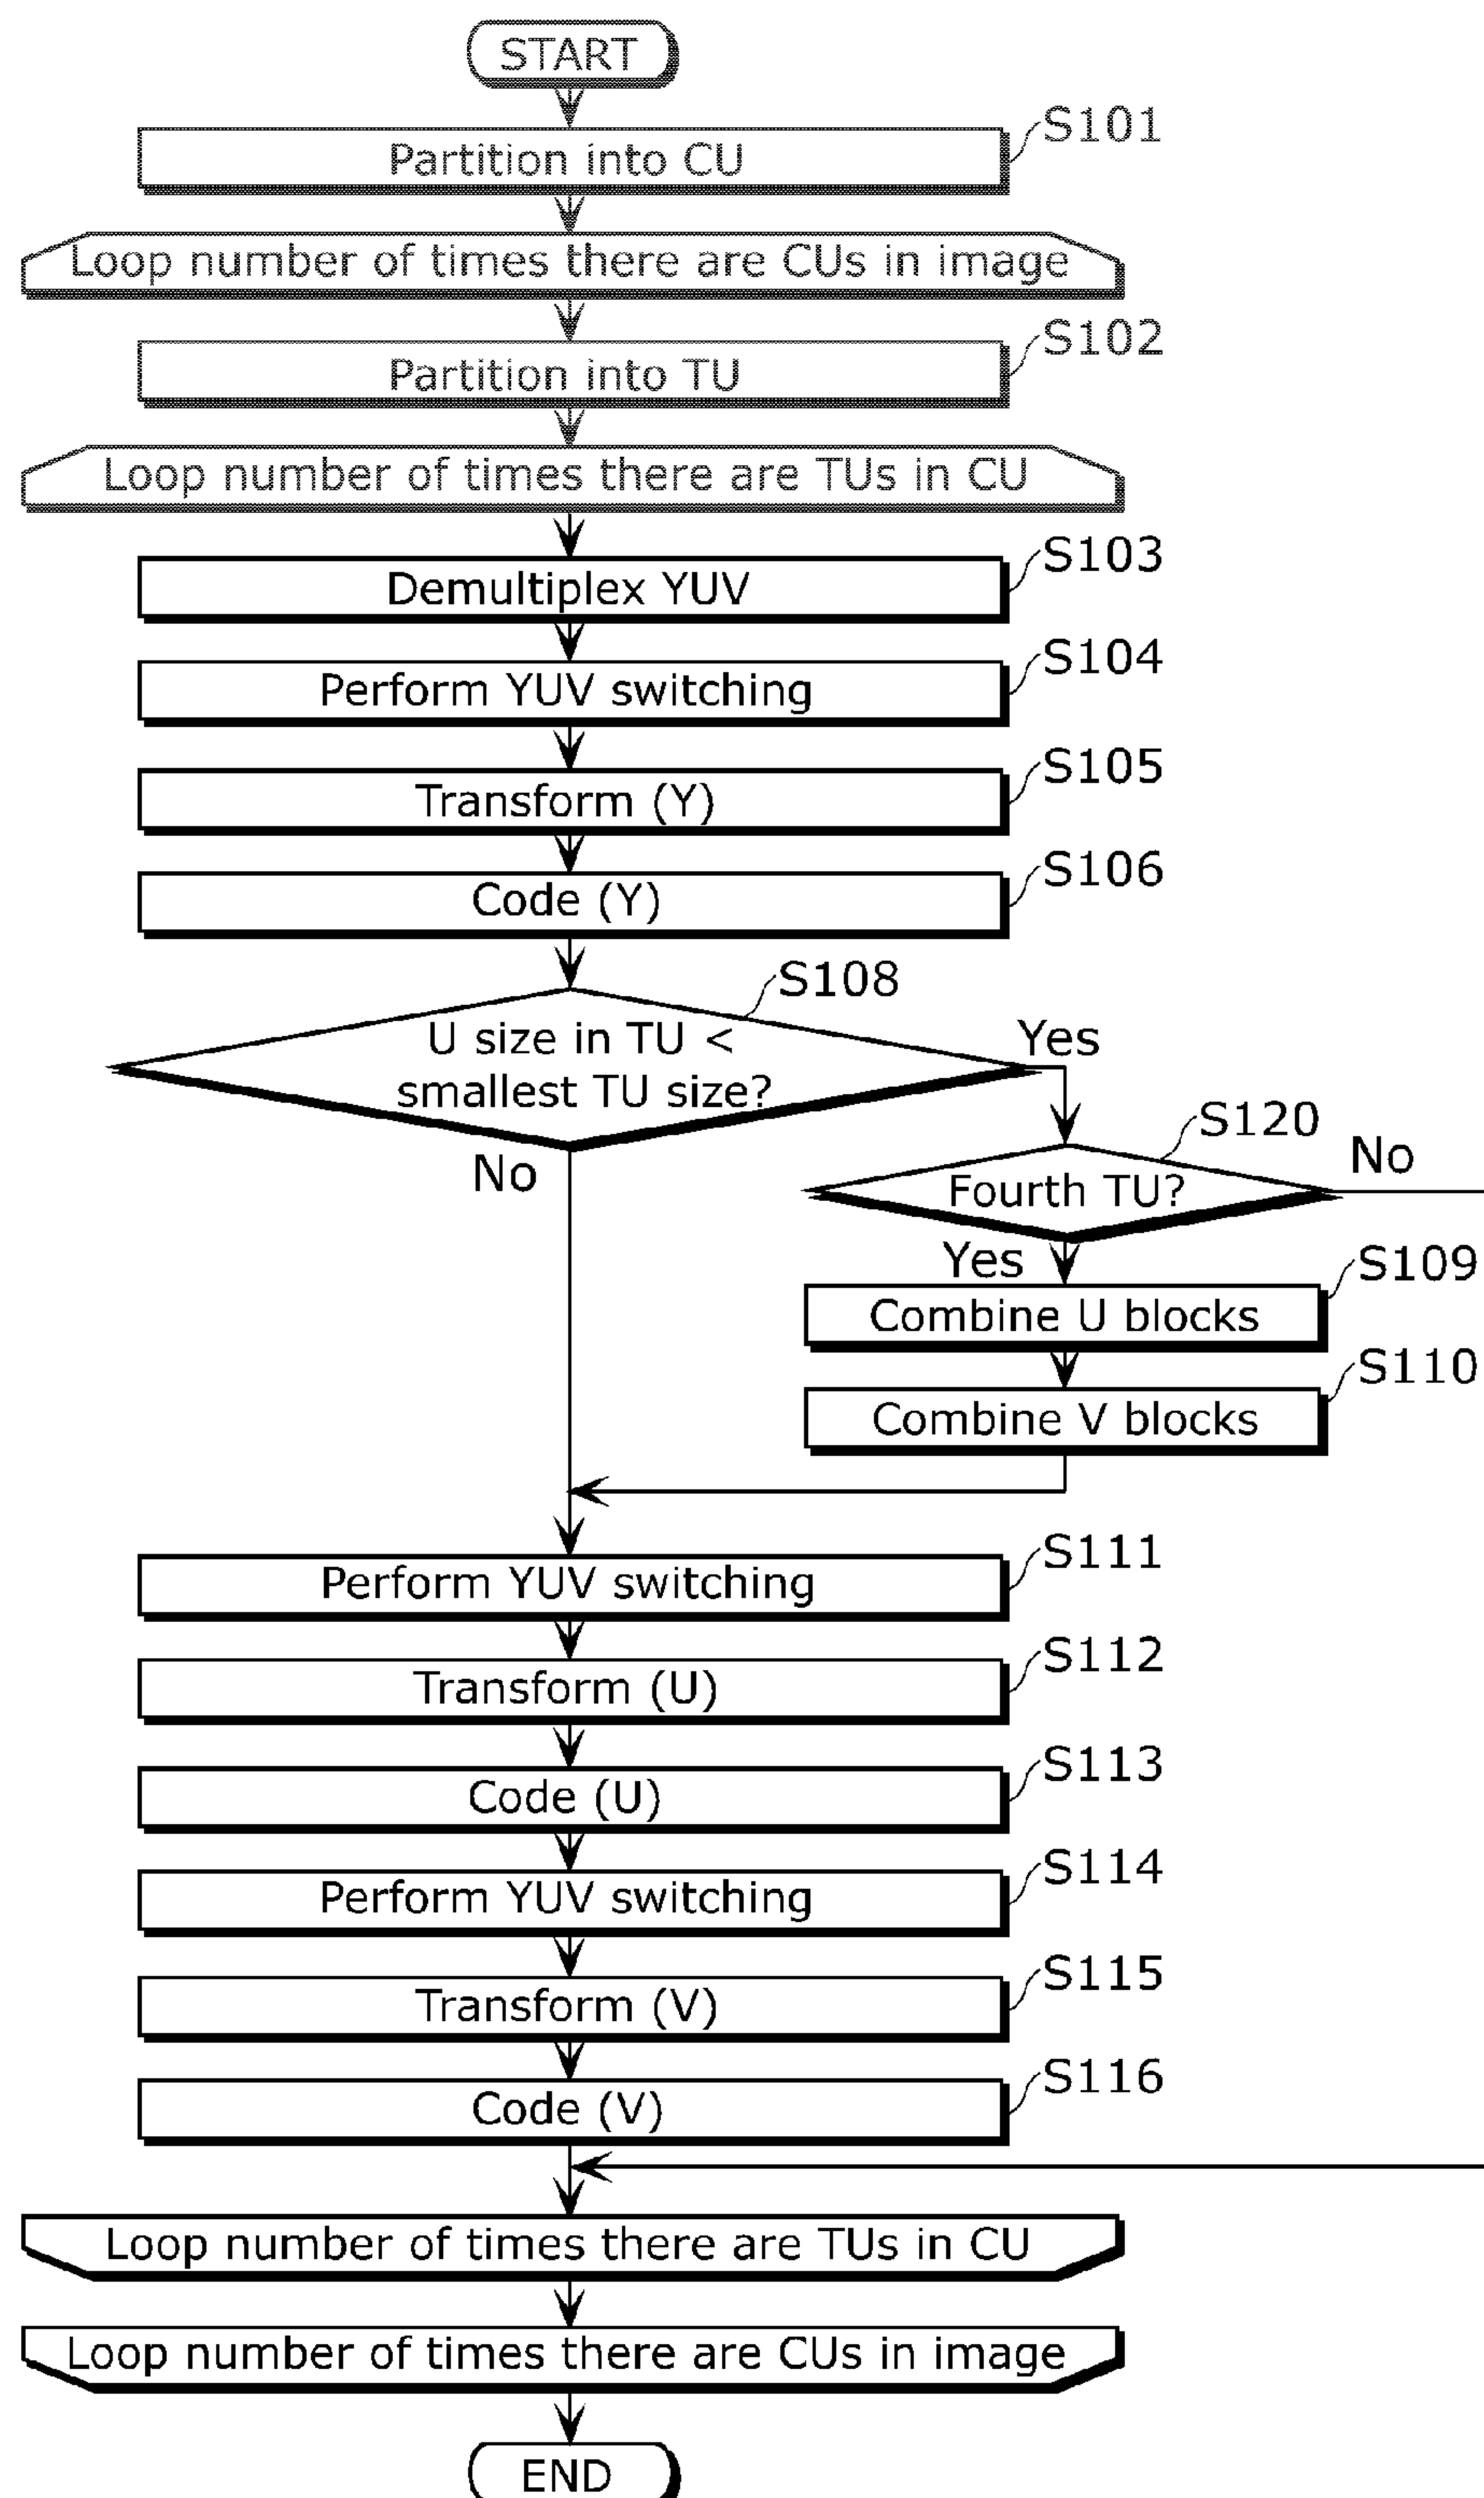 START
Partition into CU
S101
Loop number of times there are CUs in image
Partition into TU
S102
Loop number of times there are TUs in CU
Demultiplex YUV
S103
Perform YUV switching
S104
Transform (Y)
S105
Code (Y)
S106
S108
U size in TU <
smallest TU size?
Yes
No
S120
Fourth TU?
No
Yes
S109
Combine U blocks
S110
Combine V blocks
Perform YUV switching
S111
Transform (U)
S112
Code (U)
S113
Perform YUV switching
S114
Transform (V)
S115
Code (V)
S116
Loop number of times there are TUs in CU
Loop number of times there are CUs in image
END